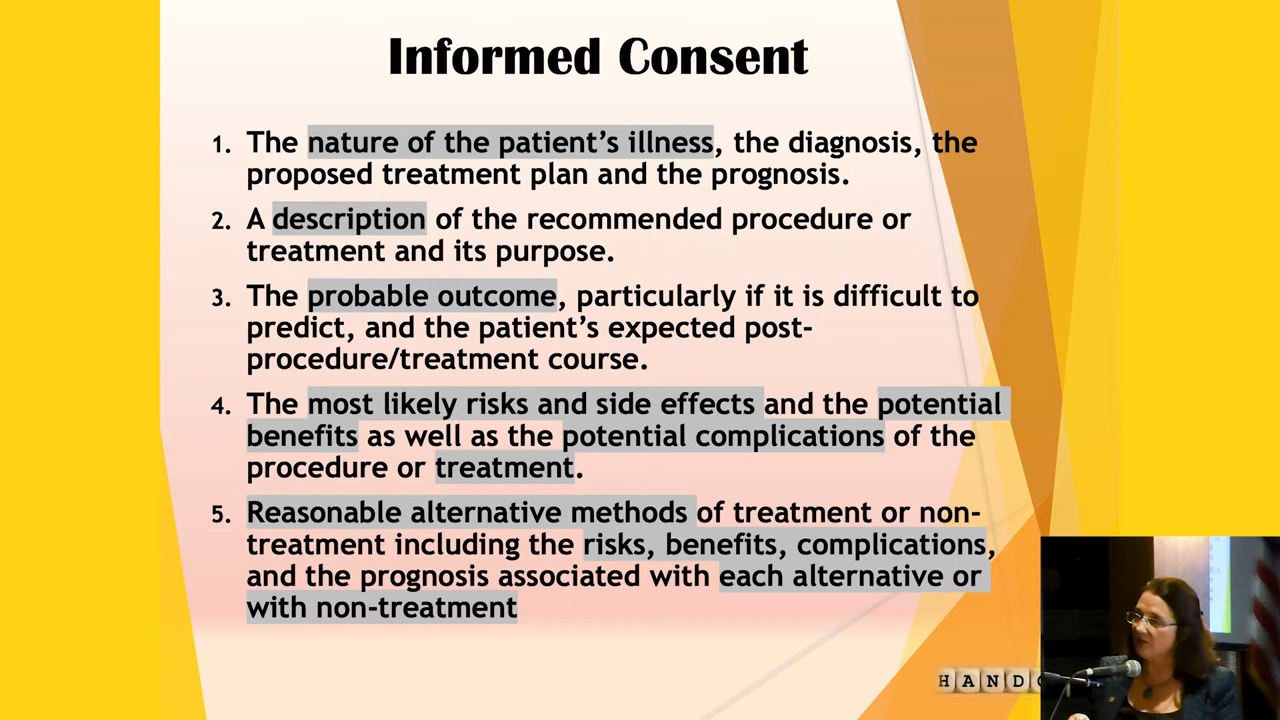 Informed Consent
1. The nature of the patient’s illness, the diagnosis, the
proposed treatment plan and the prognosis.
2. A description of the recommended procedure or
treatment and its purpose.
3. The probable outcome, particularly if it is difficult to
predict, and the patient’s expected post-
procedure/treatment course.
4. The most likely risks and side effects and the potential
benefits as well as the potential complications of the
procedure or treatment.
5. Reasonable alternative methods of treatment or non-
treatment including the risks, benefits, complications,
and the prognosis associated with each alternative or
with non-treatment